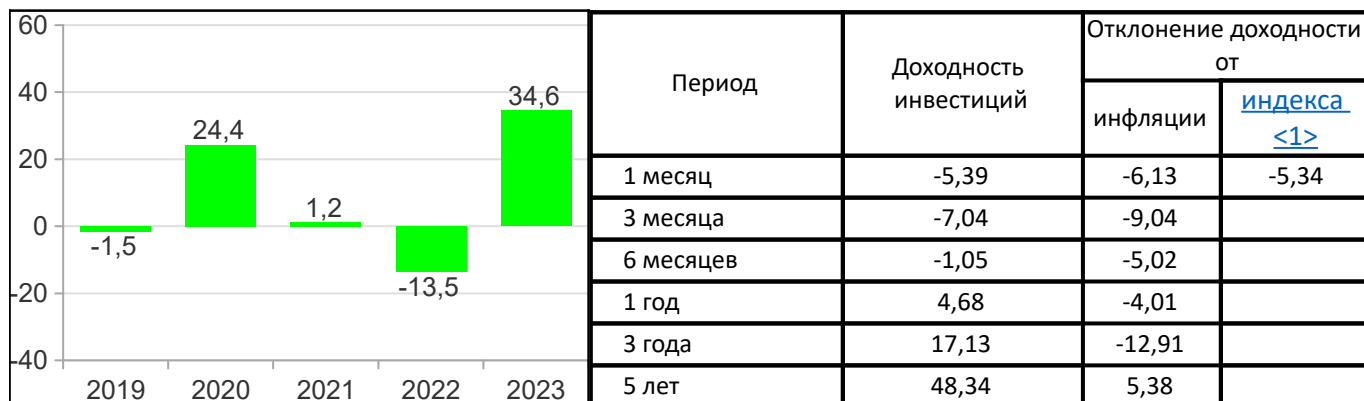 60
40
20
0
-20
-40
-1,5
24,4
1,2
-13,5
34,6
2019 2020 2021 2022 2023
Период
Доходность
инвестиций
Отклонение доходности
от
инфляции
индекса
<1>
1 месяц -5,39 -6,13 -5,34
3 месяца -7,04 -9,04
6 месяцев -1,05 -5,02
1 год 4,68 -4,01
3 года 17,13 -12,91
5 лет 48,34 5,38